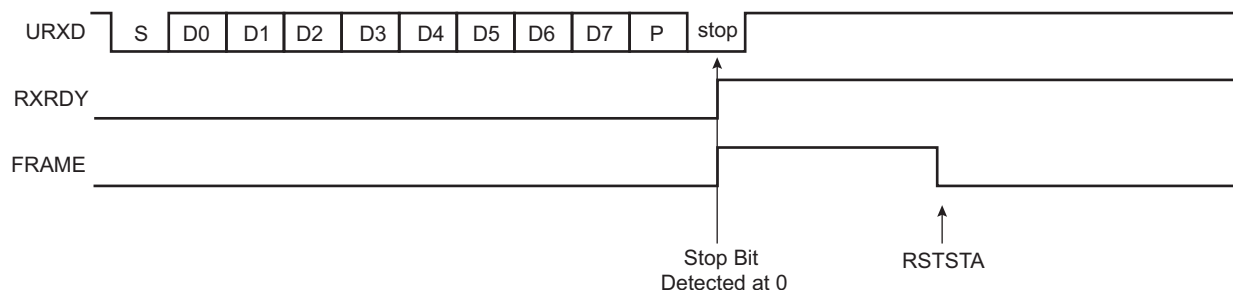 URXD S D0 D1 D2 D3 D4 D5 D6 D7 P stop
RXRDY
FRAME
Stop Bit
Detected at 0
RSTSTA